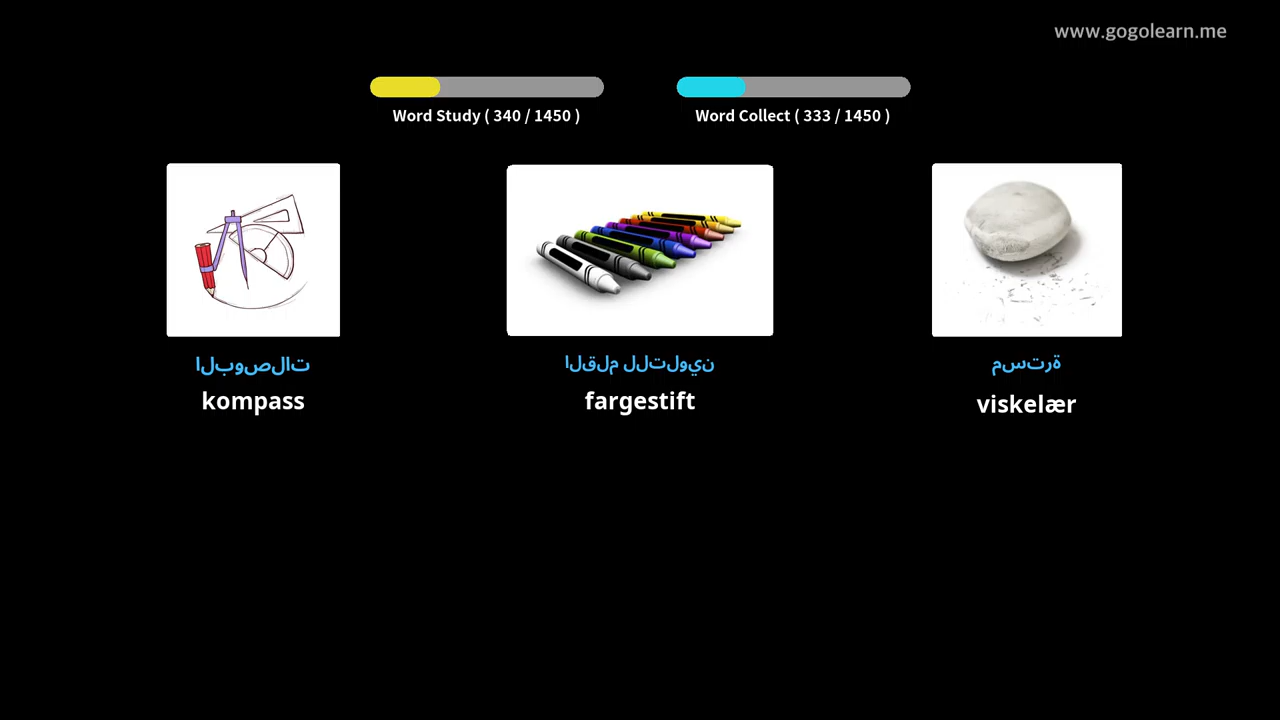 www.gogolearn.me
Word Study ( 340 / 1450 )
Word Collect ( 333 / 1450 )
البوصلات
kompass
القلم للتلوين
fargestift
مسترة
viskelær